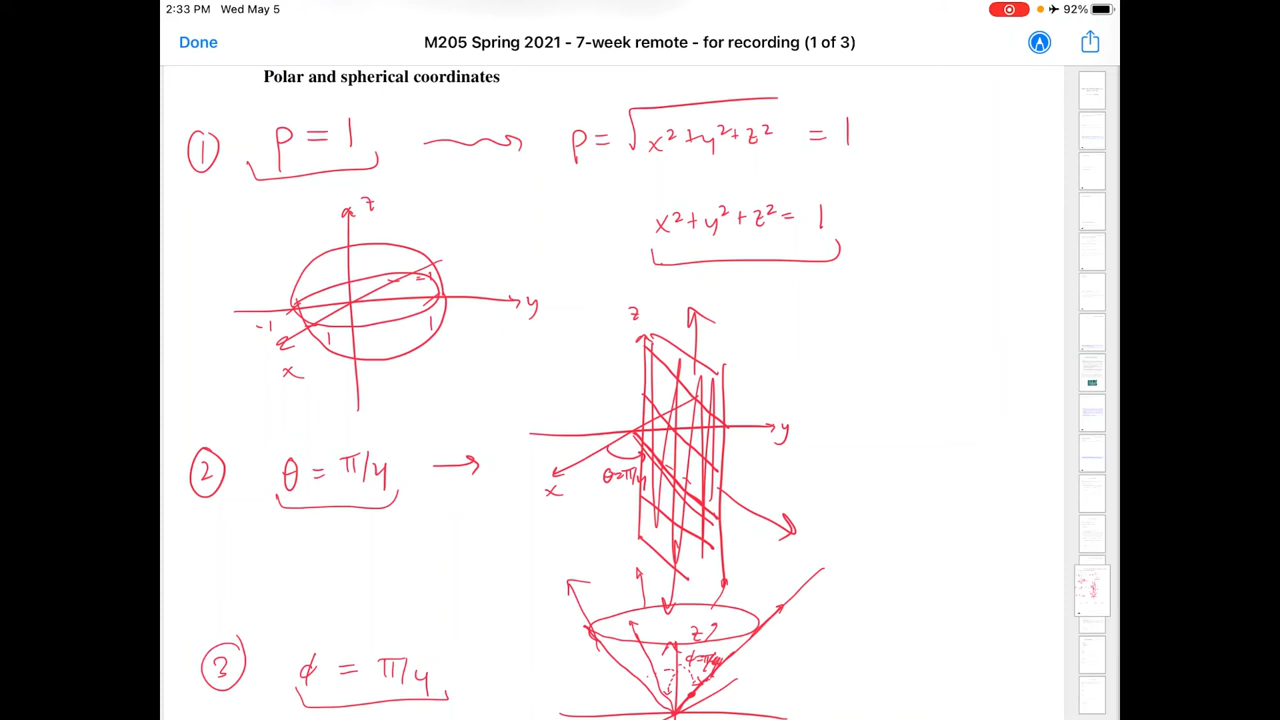 2:33 PM Wed May 5
92%
Done
M205 Spring 2021 - 7-week remote - for recording (1 of 3)
Polar and spherical coordinates
① ρ = 1 → ρ = √x²+y²+z² = 1
x²+y²+z² = 1
z
y
x
-1
1
1
-1
② θ = π/4 →
z
y
x
θ=π/4
③ φ = π/4
z
φ=π/4